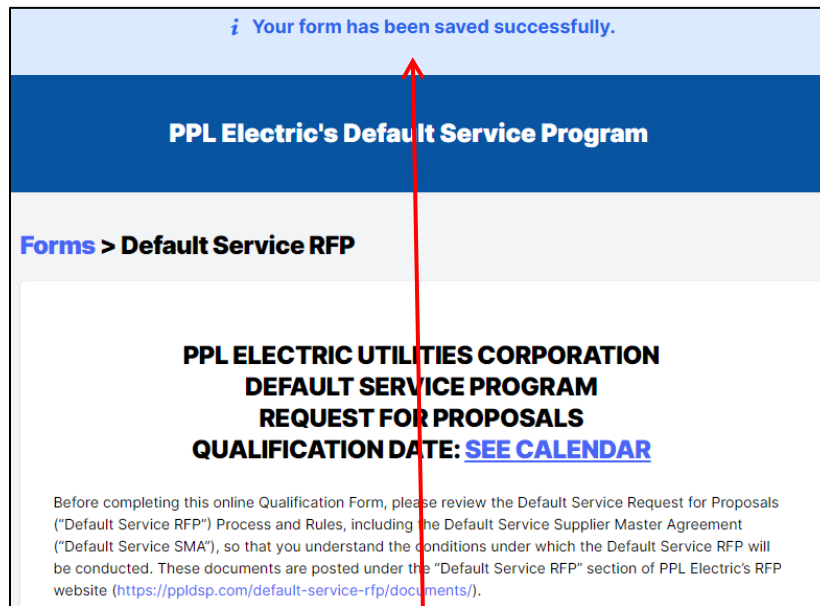 i Your form has been saved successfully.
PPL Electric's Default Service Program
Forms > Default Service RFP
PPL ELECTRIC UTILITIES CORPORATION
DEFAULT SERVICE PROGRAM
REQUEST FOR PROPOSALS
QUALIFICATION DATE: SEE CALENDAR
Before completing this online Qualification Form, please review the Default Service Request for Proposals
(“Default Service RFP”) Process and Rules, including the Default Service Supplier Master Agreement
(“Default Service SMA”), so that you understand the conditions under which the Default Service RFP will
be conducted. These documents are posted under the “Default Service RFP” section of PPL Electric’s RFP
website (https://ppldsp.com/default-service-rfp/documents/).